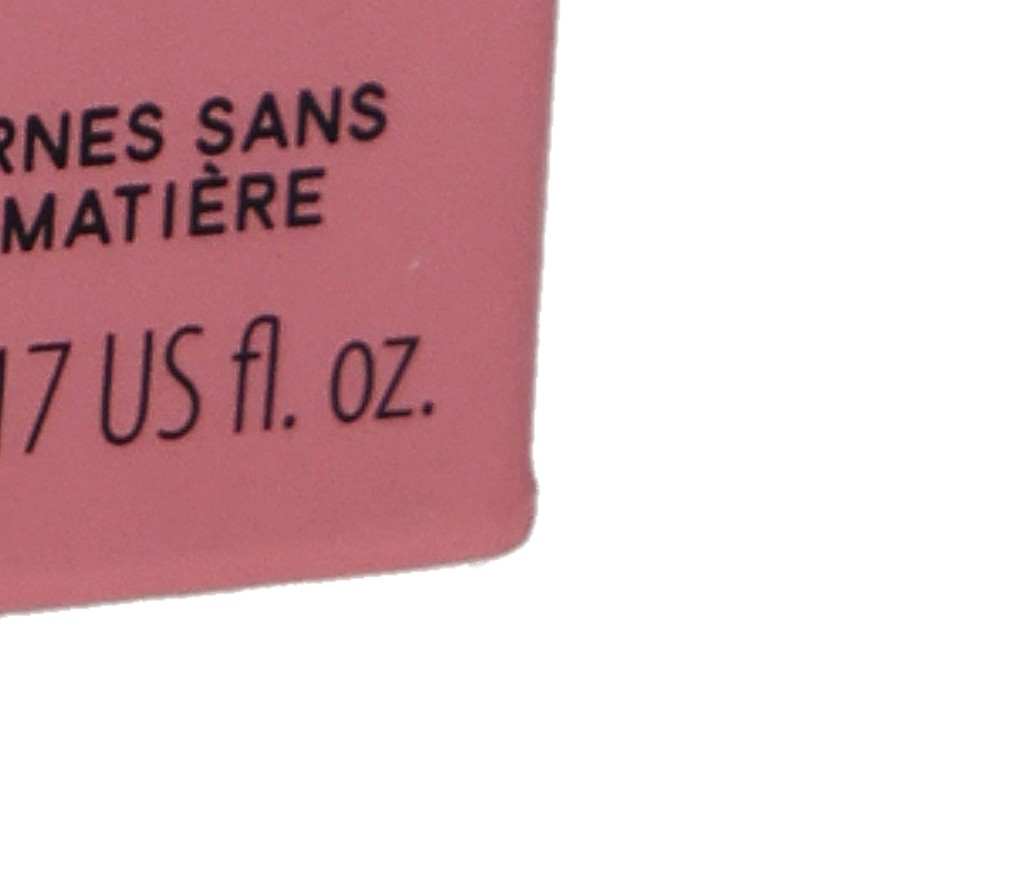 RNES SANS
MATIÈRE
17 US fl. oz.